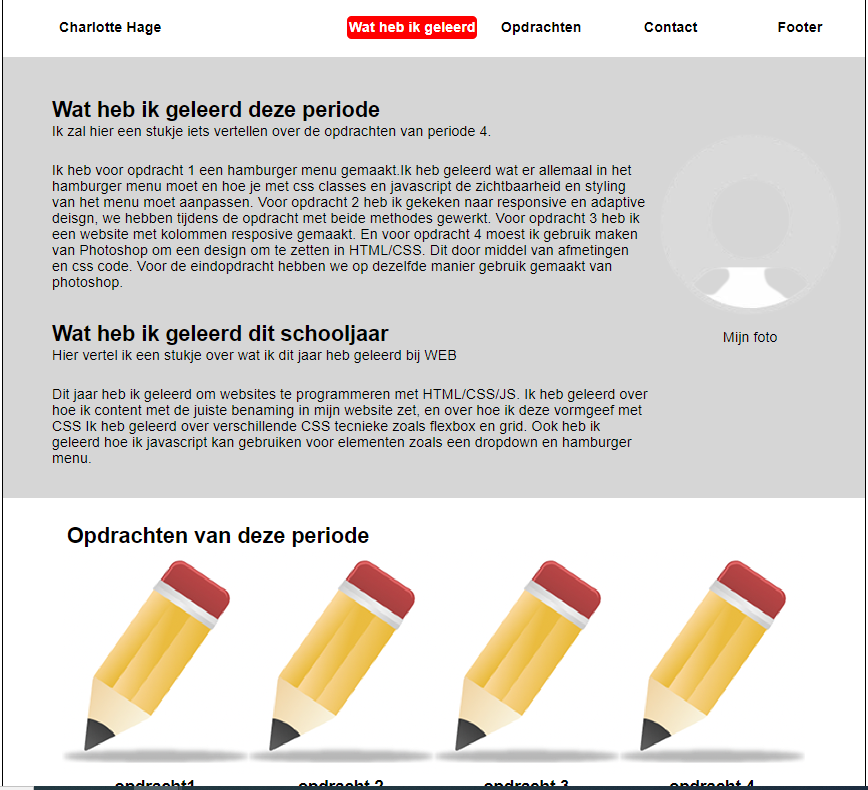 Charlotte Hage Wat heb ik geleerd Opdrachten Contact Footer
Wat heb ik geleerd deze periode
Ik zal hier een stukje iets vertellen over de opdrachten van periode 4.
Ik heb voor opdracht 1 een hamburger menu gemaakt.Ik heb geleerd wat er allemaal in het
hamburger menu moet en hoe je met css classes en javascript de zichtbaarheid en styling
van het menu moet aanpassen. Voor opdracht 2 heb ik gekeken naar responsive en adaptive
deisgn, we hebben tijdens de opdracht met beide methodes gewerkt. Voor opdracht 3 heb ik
een website met kolommen resposive gemaakt. En voor opdracht 4 moest ik gebruik maken
van Photoshop om een design om te zetten in HTML/CSS. Dit door middel van afmetingen
en css code. Voor de eindopdracht hebben we op dezelfde manier gebruik gemaakt van
photoshop.
Mijn foto
Wat heb ik geleerd dit schooljaar
Hier vertel ik een stukje over wat ik dit jaar heb geleerd bij WEB
Dit jaar heb ik geleerd om websites te programmeren met HTML/CSS/JS. Ik heb geleerd over
hoe ik content met de juiste benaming in mijn website zet, en over hoe ik deze vormgeef met
CSS Ik heb geleerd over verschillende CSS tecnieke zoals flexbox en grid. Ook heb ik
geleerd hoe ik javascript kan gebruiken voor elementen zoals een dropdown en hamburger
menu.
Opdrachten van deze periode
opdracht1 opdracht 2 opdracht 3 opdracht 4